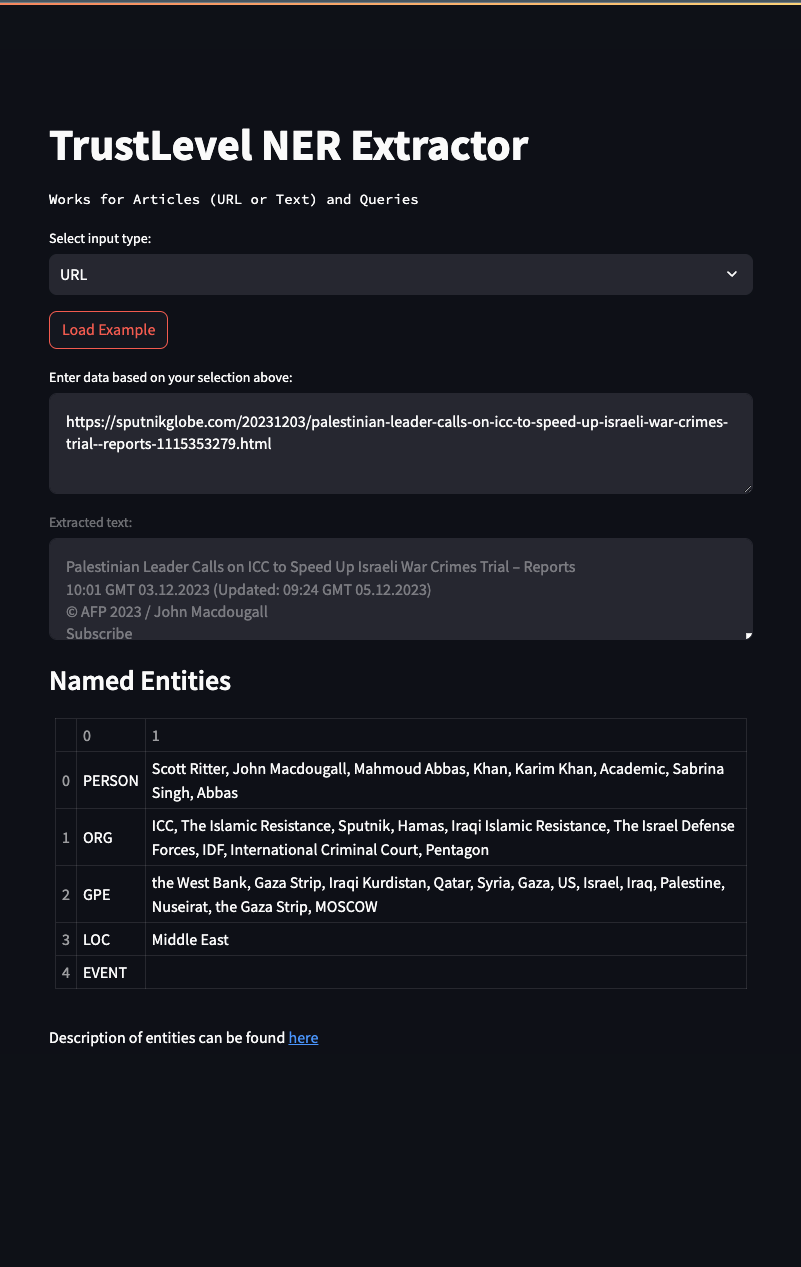 TrustLevel NER Extractor
Works for Articles (URL or Text) and Queries
Select input type:
URL
Load Example
Enter data based on your selection above:
https://sputnikglobe.com/20231203/palestinian-leader-calls-on-icc-to-speed-up-israeli-war-crimes-
trial--reports-1115353279.html
Extracted text:
Palestinian Leader Calls on ICC to Speed Up Israeli War Crimes Trial – Reports
10:01 GMT 03.12.2023 (Updated: 09:24 GMT 05.12.2023)
© AFP 2023 / John Macdougall
Subscribe
Named Entities
0 1
0 PERSON Scott Ritter, John Macdougall, Mahmoud Abbas, Khan, Karim Khan, Academic, Sabrina
Singh, Abbas
1 ORG ICC, The Islamic Resistance, Sputnik, Hamas, Iraqi Islamic Resistance, The Israel Defense
Forces, IDF, International Criminal Court, Pentagon
2 GPE the West Bank, Gaza Strip, Iraqi Kurdistan, Qatar, Syria, Gaza, US, Israel, Iraq, Palestine,
Nuseirat, the Gaza Strip, MOSCOW
3 LOC Middle East
4 EVENT
Description of entities can be found here